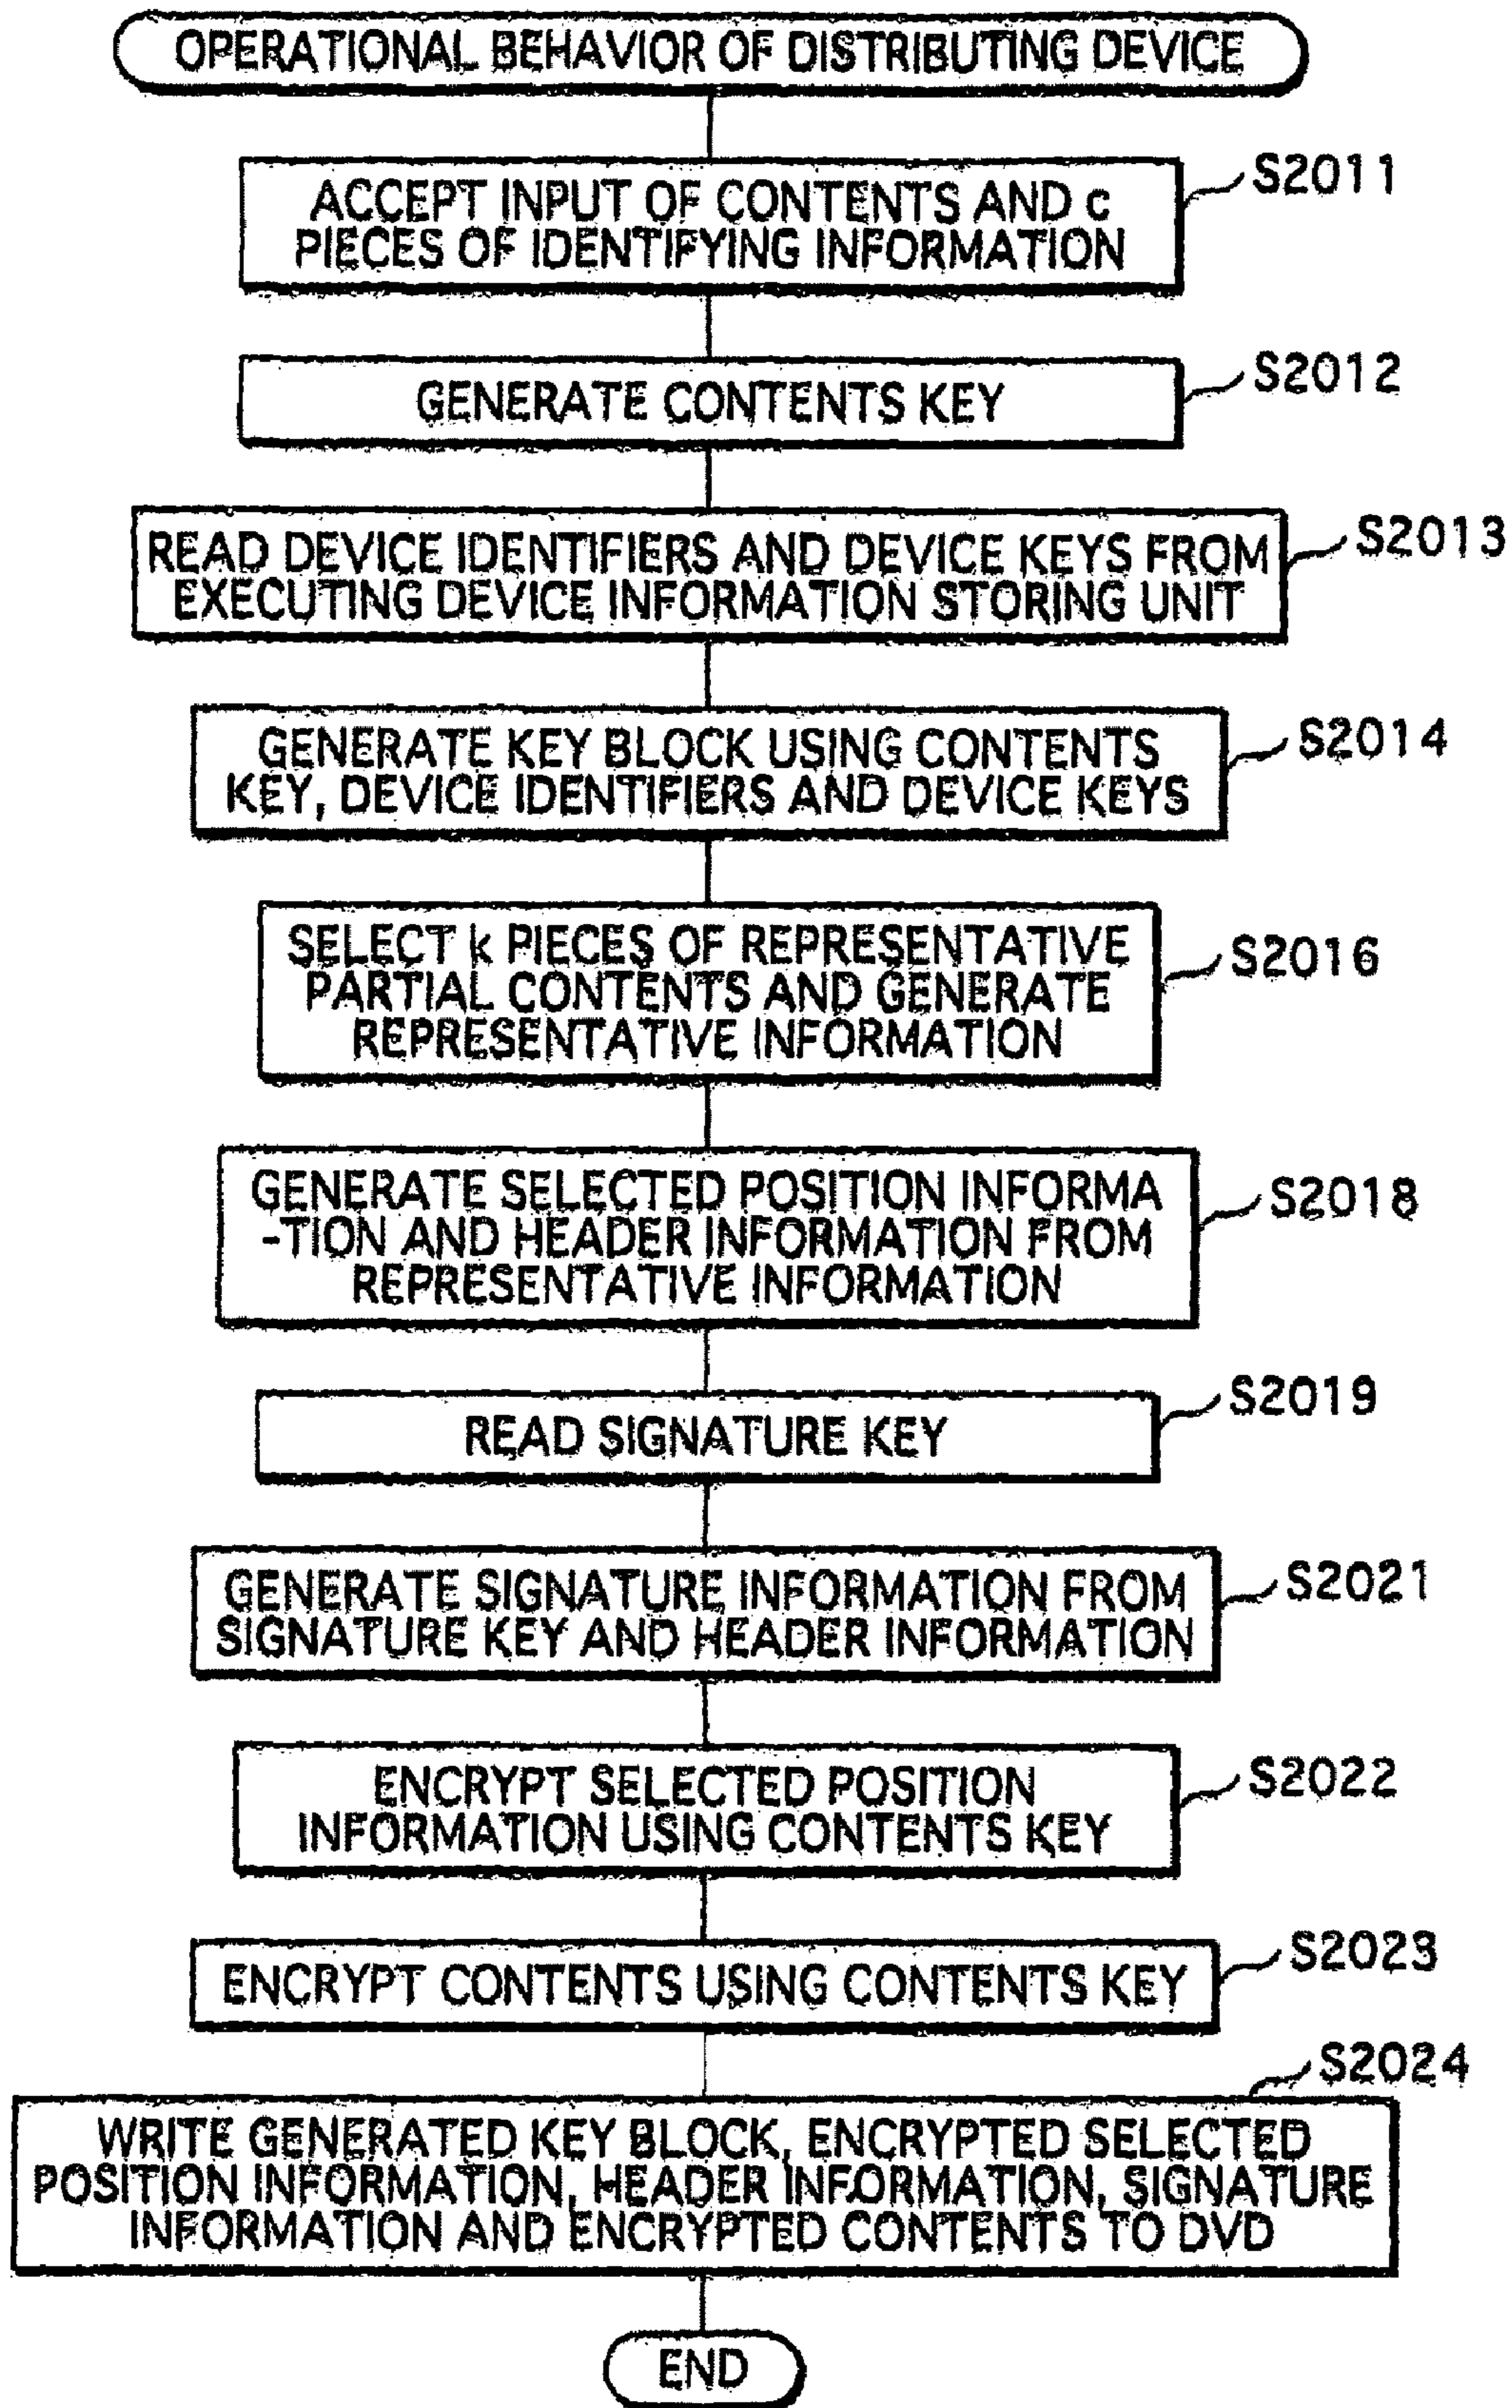 OPERATIONAL BEHAVIOR OF DISTRIBUTING DEVICE
S2011
ACCEPT INPUT OF CONTENTS AND c
PIECES OF IDENTIFYING INFORMATION
S2012
GENERATE CONTENTS KEY
S2013
READ DEVICE IDENTIFIERS AND DEVICE KEYS FROM
EXECUTING DEVICE INFORMATION STORING UNIT
S2014
GENERATE KEY BLOCK USING CONTENTS
KEY, DEVICE IDENTIFIERS AND DEVICE KEYS
S2016
SELECT k PIECES OF REPRESENTATIVE
PARTIAL CONTENTS AND GENERATE
REPRESENTATIVE INFORMATION
S2018
GENERATE SELECTED POSITION INFORMA
-TION AND HEADER INFORMATION FROM
REPRESENTATIVE INFORMATION
S2019
READ SIGNATURE KEY
S2021
GENERATE SIGNATURE INFORMATION FROM
SIGNATURE KEY AND HEADER INFORMATION
S2022
ENCRYPT SELECTED POSITION
INFORMATION USING CONTENTS KEY
S2023
ENCRYPT CONTENTS USING CONTENTS KEY
S2024
WRITE GENERATED KEY BLOCK, ENCRYPTED SELECTED
POSITION INFORMATION, HEADER INFORMATION, SIGNATURE
INFORMATION AND ENCRYPTED CONTENTS TO DVD
END